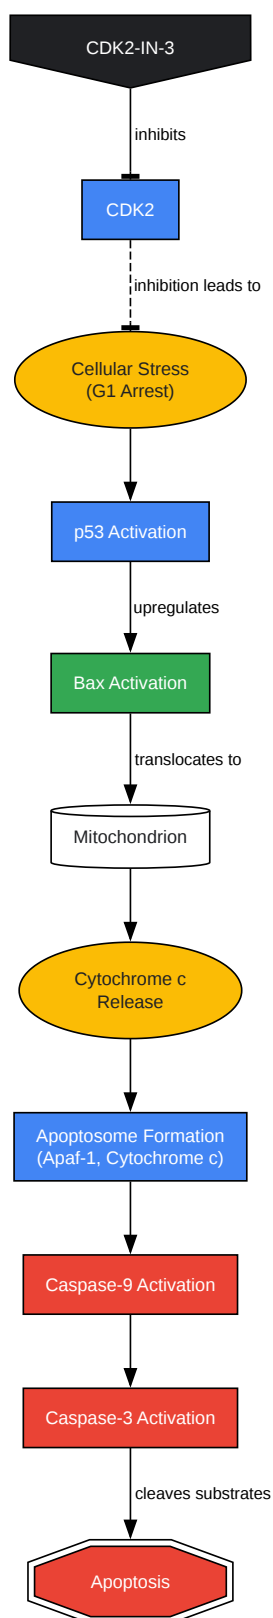 CDK2-IN-3
inhibits
CDK2
inhibition leads to
Cellular Stress
(G1 Arrest)
p53 Activation
upregulates
Bax Activation
translocates to
Mitochondrion
Cytochrome c
Release
Apoptosome Formation
(Apaf-1, Cytochrome c)
Caspase-9 Activation
Caspase-3 Activation
cleaves substrates
Apoptosis